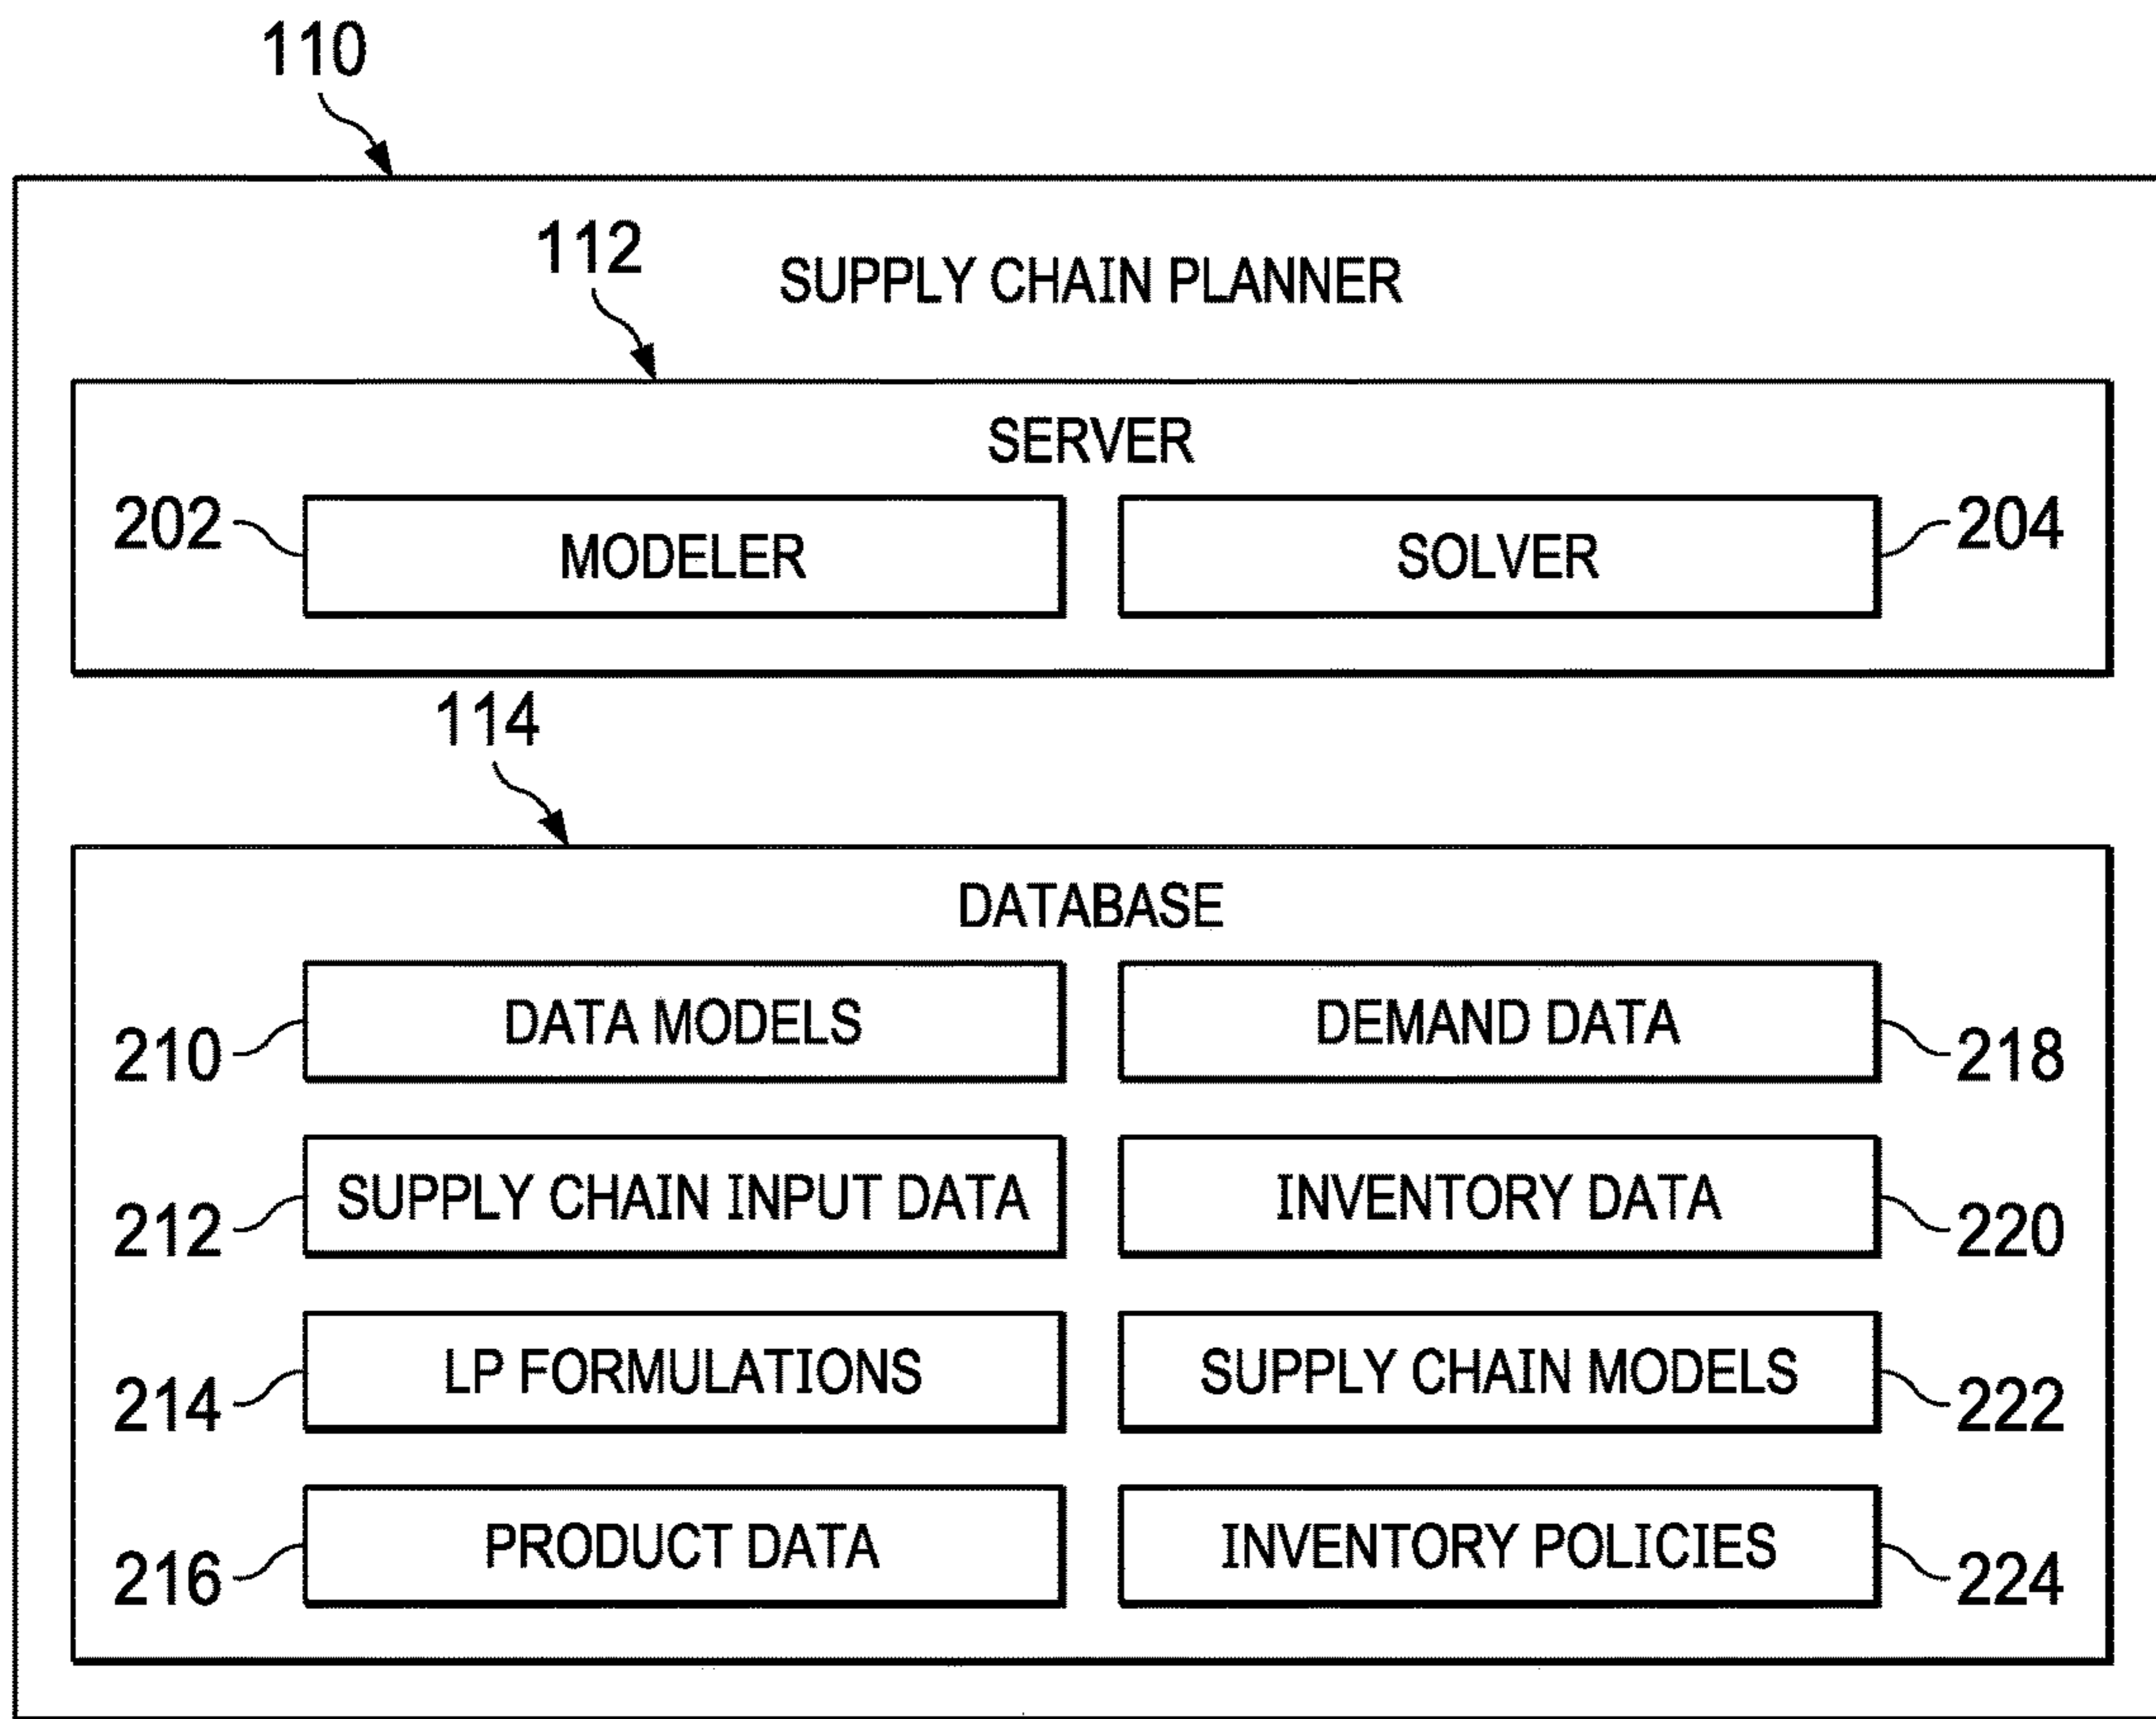 110
112
SUPPLY CHAIN PLANNER
SERVER
202 MODELER SOLVER 204
114
DATABASE
210 DATA MODELS DEMAND DATA 218
212 SUPPLY CHAIN INPUT DATA INVENTORY DATA 220
214 LP FORMULATIONS SUPPLY CHAIN MODELS 222
216 PRODUCT DATA INVENTORY POLICIES 224